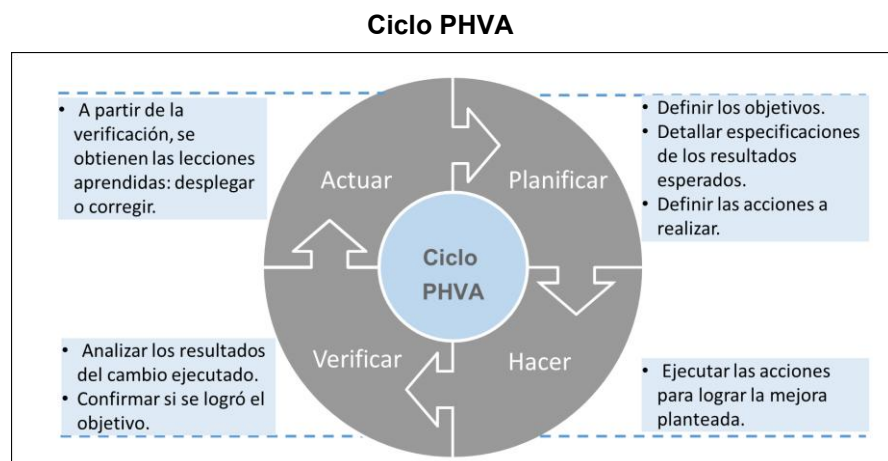 Ciclo PHVA
• A partir de la
verificación, se
obtienen las lecciones
aprendidas: desplegar
o corregir.
Actuar
Planificar
• Definir los objetivos.
• Detallar especificaciones
de los resultados
esperados.
• Definir las acciones a
realizar.
Ciclo
PHVA
• Analizar los resultados
del cambio ejecutado.
• Confirmar si se logró el
objetivo.
Verificar
Hacer
• Ejecutar las acciones
para lograr la mejora
planteada.